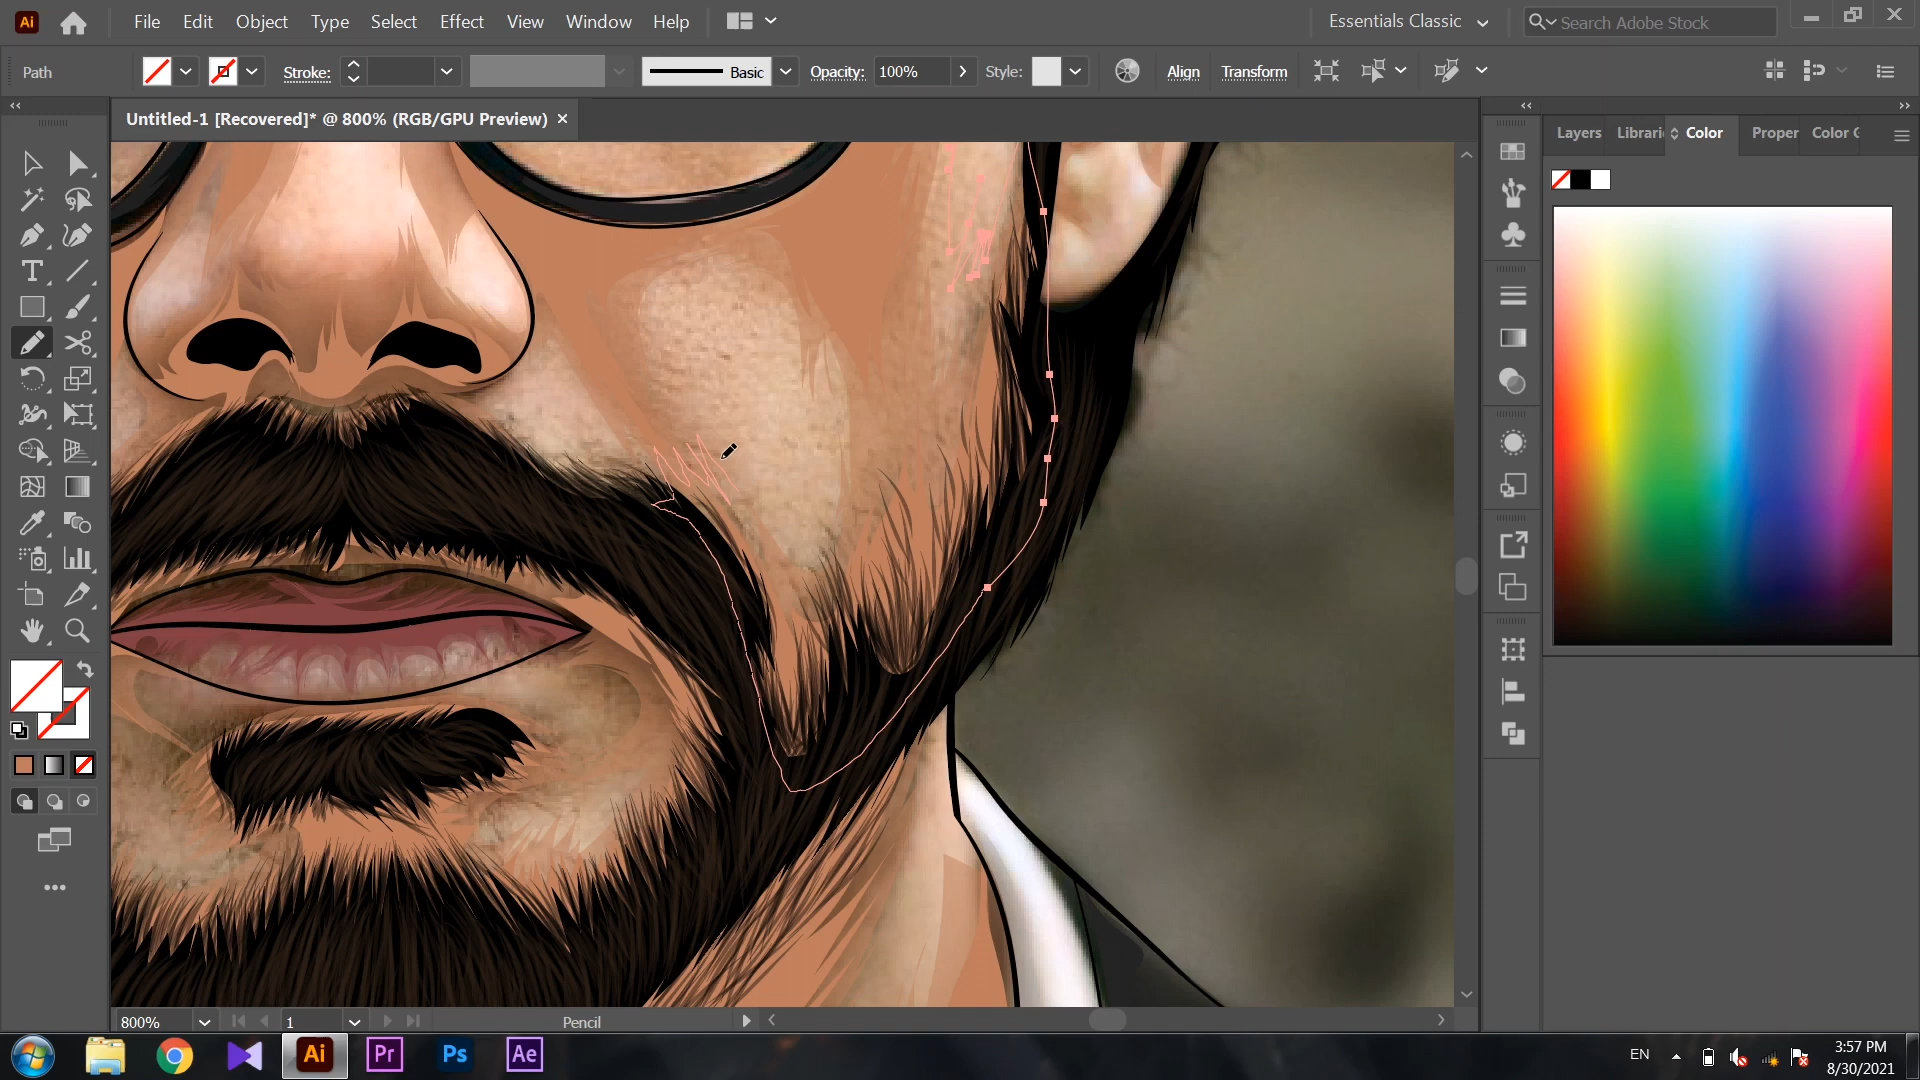 Ai File Edit Object Type Select Effect View Window Help Essentials Classic Search Adobe Stock
Path Stroke: Basic Opacity: 100% Style: Align Transform
Untitled-1 [Recovered]* @ 800% (RGB/GPU Preview)
Layers Librari Color Proper Color G
800% 1 Pencil
Ai Pr Ps Ae EN 3:57 PM
8/30/2021